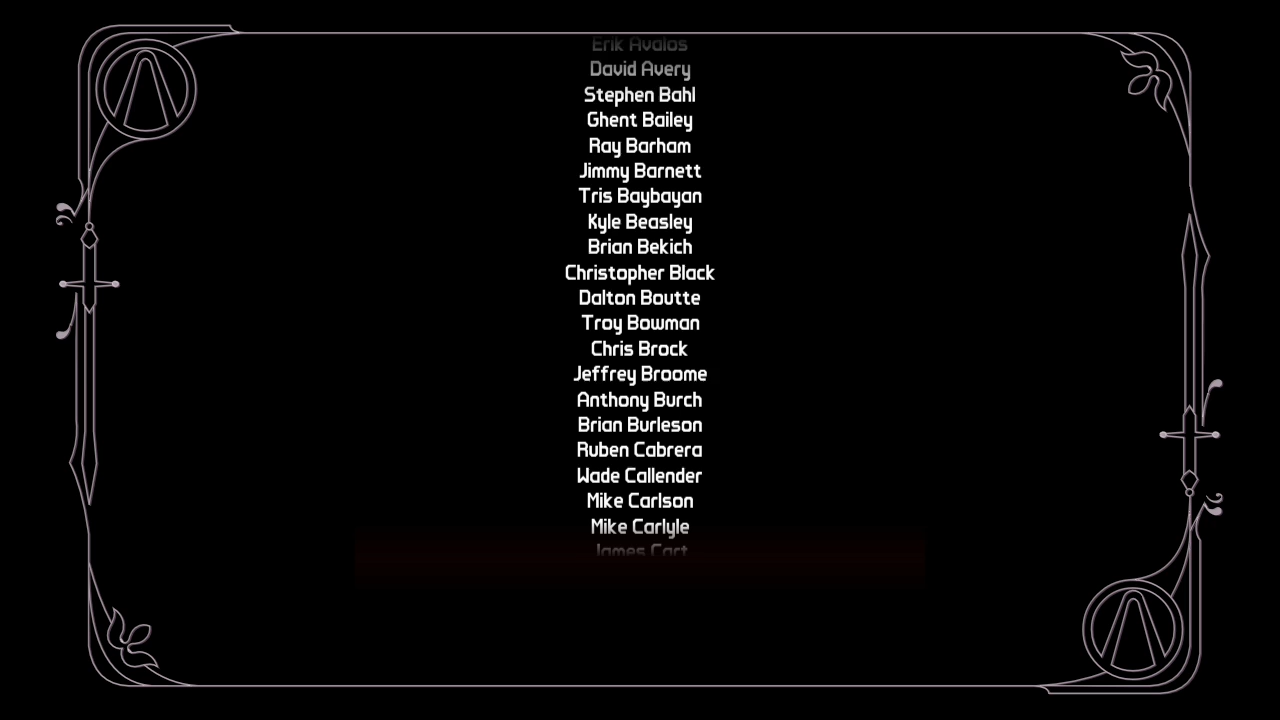 Erik Avalos
David Avery
Stephen Bahl
Ghent Bailey
Ray Barham
Jimmy Barnett
Tris Baybayan
Kyle Beasley
Brian Bekich
Christopher Black
Dalton Boutte
Troy Bowman
Chris Brock
Jeffrey Broome
Anthony Burch
Brian Burleson
Ruben Cabrera
Wade Callender
Mike Carlson
Mike Carlyle
James Cart